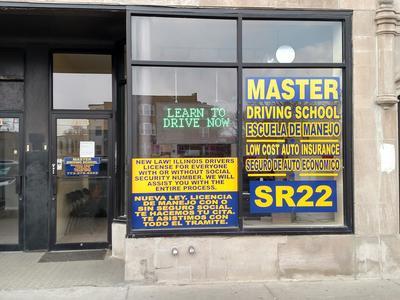 LEARN TO
DRIVE NOW
MASTER
DRIVING SCHOOL
ESCUELA DE MANEJO
LOW COST AUTO INSURANCE
SEGURO DE AUTO ECONOMICO
SR22
NEW LAW! ILLINOIS DRIVERS
LICENSE FOR EVERYONE
WITH OR WITHOUT SOCIAL
SECURITY NUMBER. WE WILL
ASSIST YOU WITH THE
ENTIRE PROCESS.
NUEVA LEY. LICENCIA
DE MANEJO CON O
SIN SEGURO SOCIAL.
TE HACEMOS TU CITA.
TE ASISTIMOS CON
TODO EL TRAMITE.
MASTER